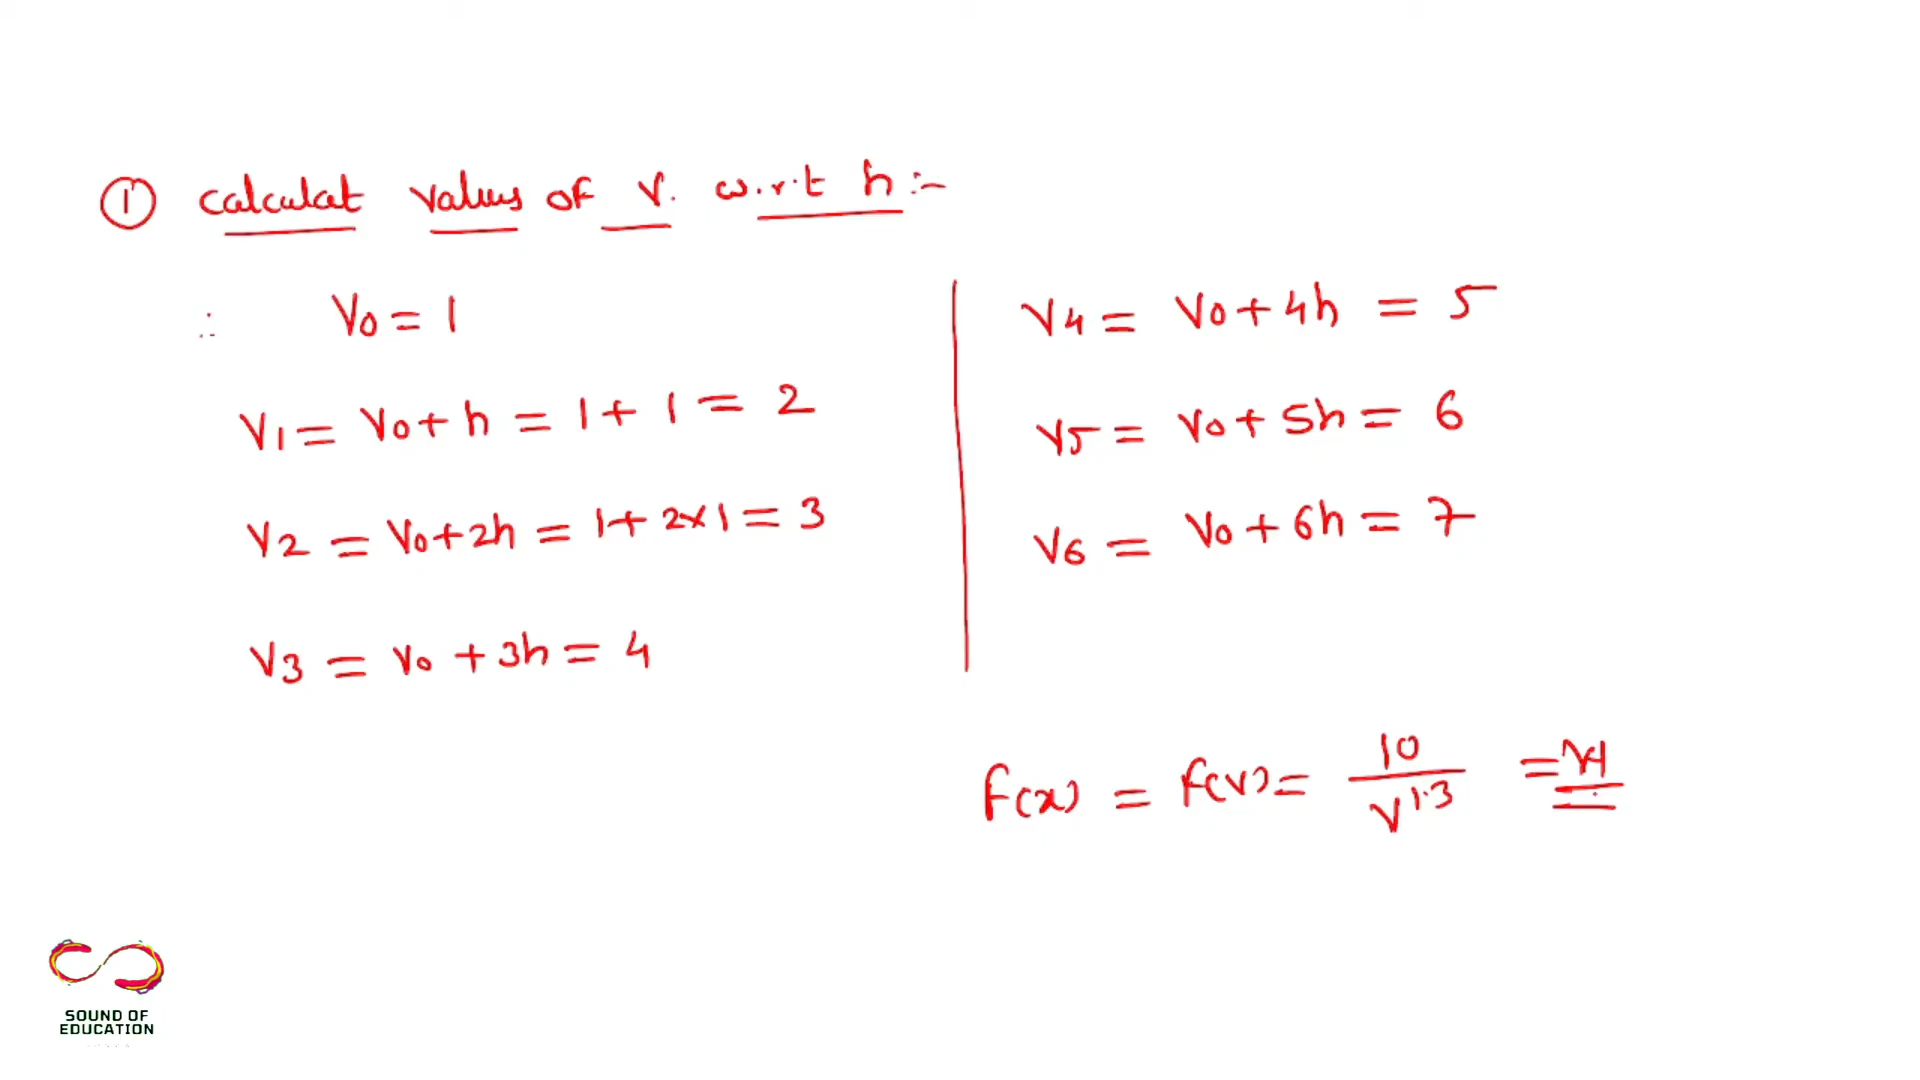 ① calculat values of V. w.r.t h :-
∴ V0 = 1
V1 = V0 + h = 1 + 1 = 2
V2 = V0 + 2h = 1 + 2×1 = 3
V3 = V0 + 3h = 4
V4 = V0 + 4h = 5
V5 = V0 + 5h = 6
V6 = V0 + 6h = 7
f(x) = f(v) = 10 / V^1.3 =
SOUND OF
EDUCATION